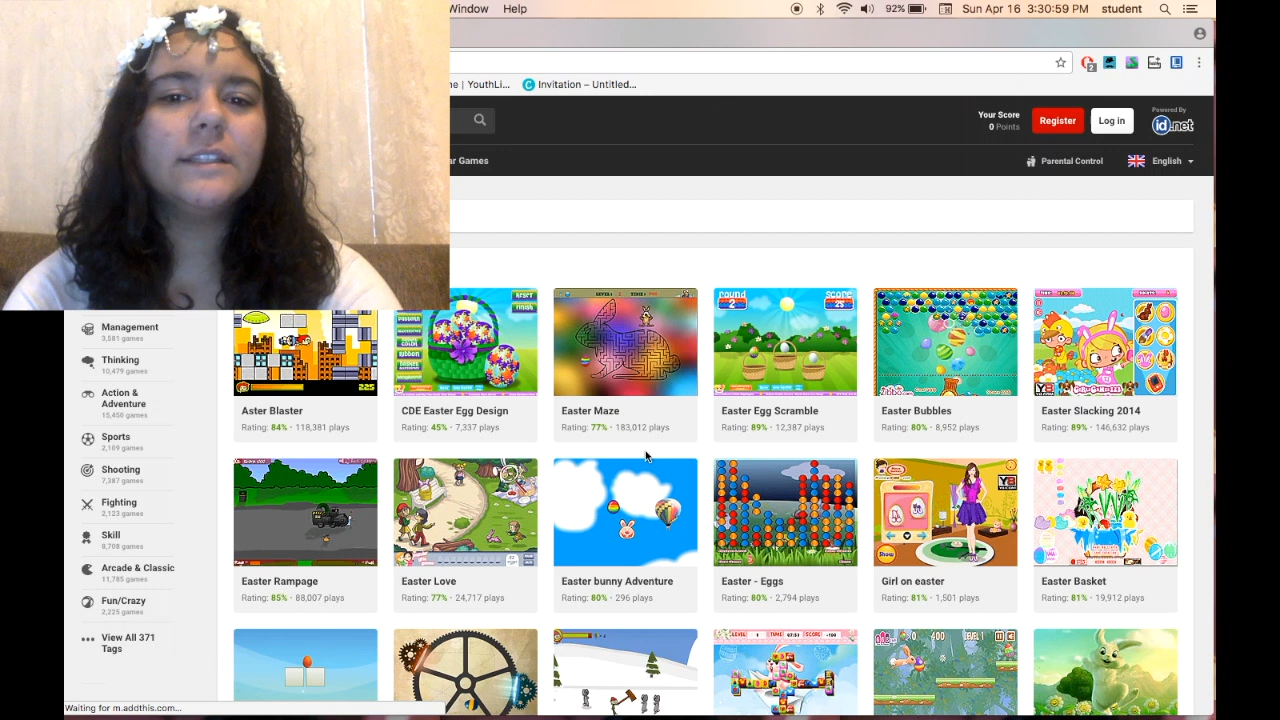 Window Help 92% Sun Apr 16 3:30:59 PM student
ne | YouthLi... Invitation – Untitled...
Your Score
0 Points
Register
Log in
Powered By
id.net
ar Games
Parental Control
English
Management
3,581 games
Thinking
10,479 games
Action &
Adventure
15,450 games
Sports
2,109 games
Shooting
7,387 games
Fighting
2,123 games
Skill
8,708 games
Arcade & Classic
11,785 games
Fun/Crazy
2,225 games
View All 371
Tags
Aster Blaster
Rating: 84% · 118,381 plays
CDE Easter Egg Design
Rating: 45% · 7,337 plays
Easter Maze
Rating: 77% · 183,012 plays
Easter Egg Scramble
Rating: 89% · 12,387 plays
Easter Bubbles
Rating: 80% · 8,952 plays
Easter Slacking 2014
Rating: 89% · 146,632 plays
Easter Rampage
Rating: 85% · 88,007 plays
Easter Love
Rating: 77% · 24,717 plays
Easter bunny Adventure
Rating: 80% · 296 plays
Easter - Eggs
Rating: 80% · 2,794 plays
Girl on easter
Rating: 81% · 1,501 plays
Easter Basket
Rating: 81% · 19,912 plays
Waiting for m.addthis.com...